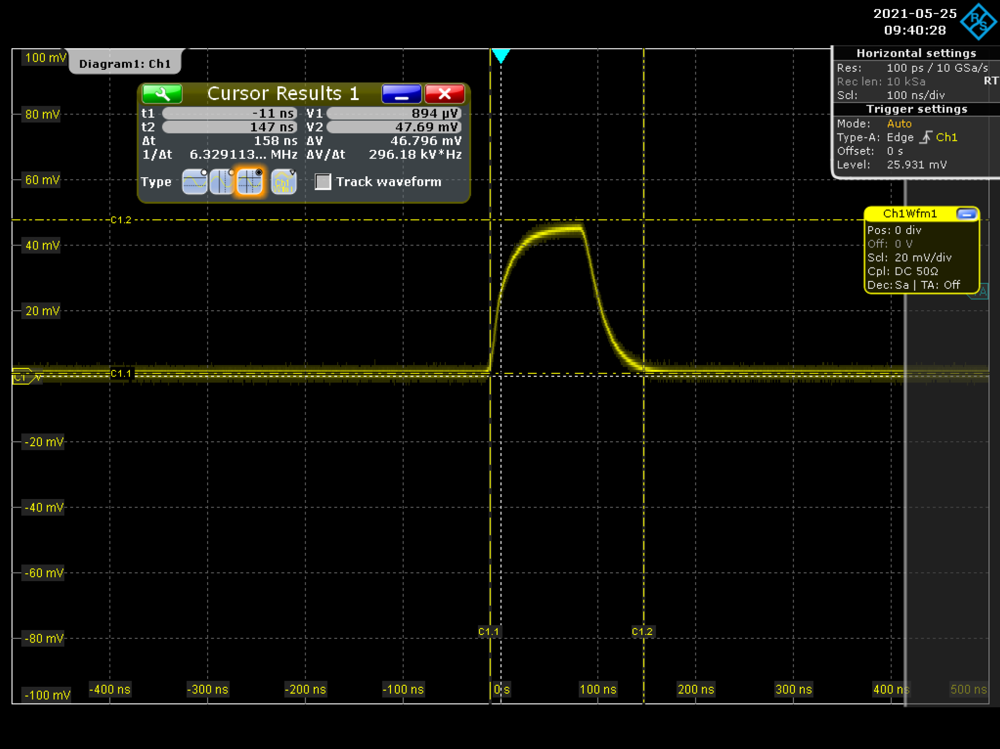 2021-05-25
09:40:28
R S
Diagram1: Ch1
Horizontal settings
Res: 100 ps / 10 GSa/s
Rec len: 10 kSa RT
Scl: 100 ns/div
Trigger settings
Mode: Auto
Type-A: Edge Ch1
Offset: 0 s
Level: 25.931 mV
Cursor Results 1
t1 -11 ns V1 894 µV
t2 147 ns V2 47.69 mV
Δt 158 ns ΔV 46.796 mV
1/Δt 6.329113... MHz ΔV/Δt 296.18 kV*Hz
Type Ch1 Track waveform
100 mV
80 mV
60 mV
40 mV
20 mV
-20 mV
-40 mV
-60 mV
-80 mV
-100 mV
C1.2
C1.1
C1
Ch1Wfm1
Pos: 0 div
Off: 0 V
Scl: 20 mV/div
Cpl: DC 50Ω
Dec: Sa | TA: Off
C1.1 C1.2
-400 ns -300 ns -200 ns -100 ns 0 s 100 ns 200 ns 300 ns 400 ns 500 ns